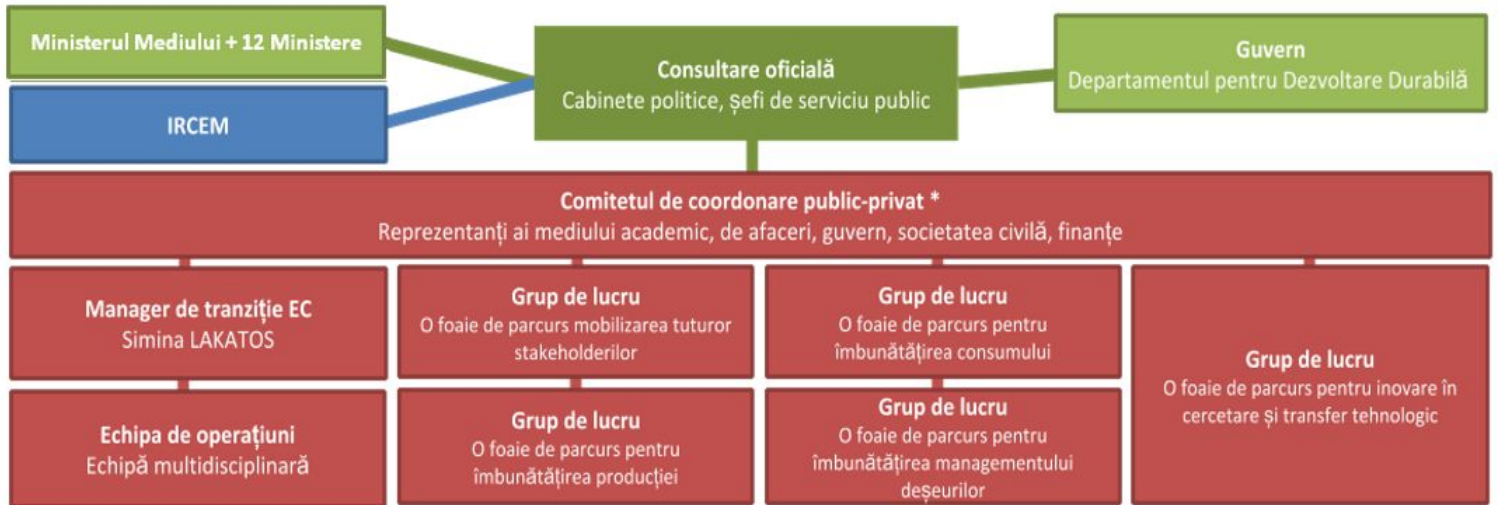 Ministerul Mediului + 12 Ministere
IRCEM
Consultare oficială
Cabinete politice, șefi de serviciu public
Guvern
Departamentul pentru Dezvoltare Durabilă
Comitetul de coordonare public-privat *
Reprezentanți ai mediului academic, de afaceri, guvern, societatea civilă, finanțe
Manager de tranziție EC
Simina LAKATOS
Echipa de operațiuni
Echipă multidisciplinară
Grup de lucru
O foaie de parcurs mobilizarea tuturor
stakeholderilor
Grup de lucru
O foaie de parcurs pentru
îmbunătățirea producției
Grup de lucru
O foaie de parcurs pentru
îmbunătățirea consumului
Grup de lucru
O foaie de parcurs pentru
îmbunătățirea managementului
deșeurilor
Grup de lucru
O foaie de parcurs pentru inovare în
cercetare și transfer tehnologic